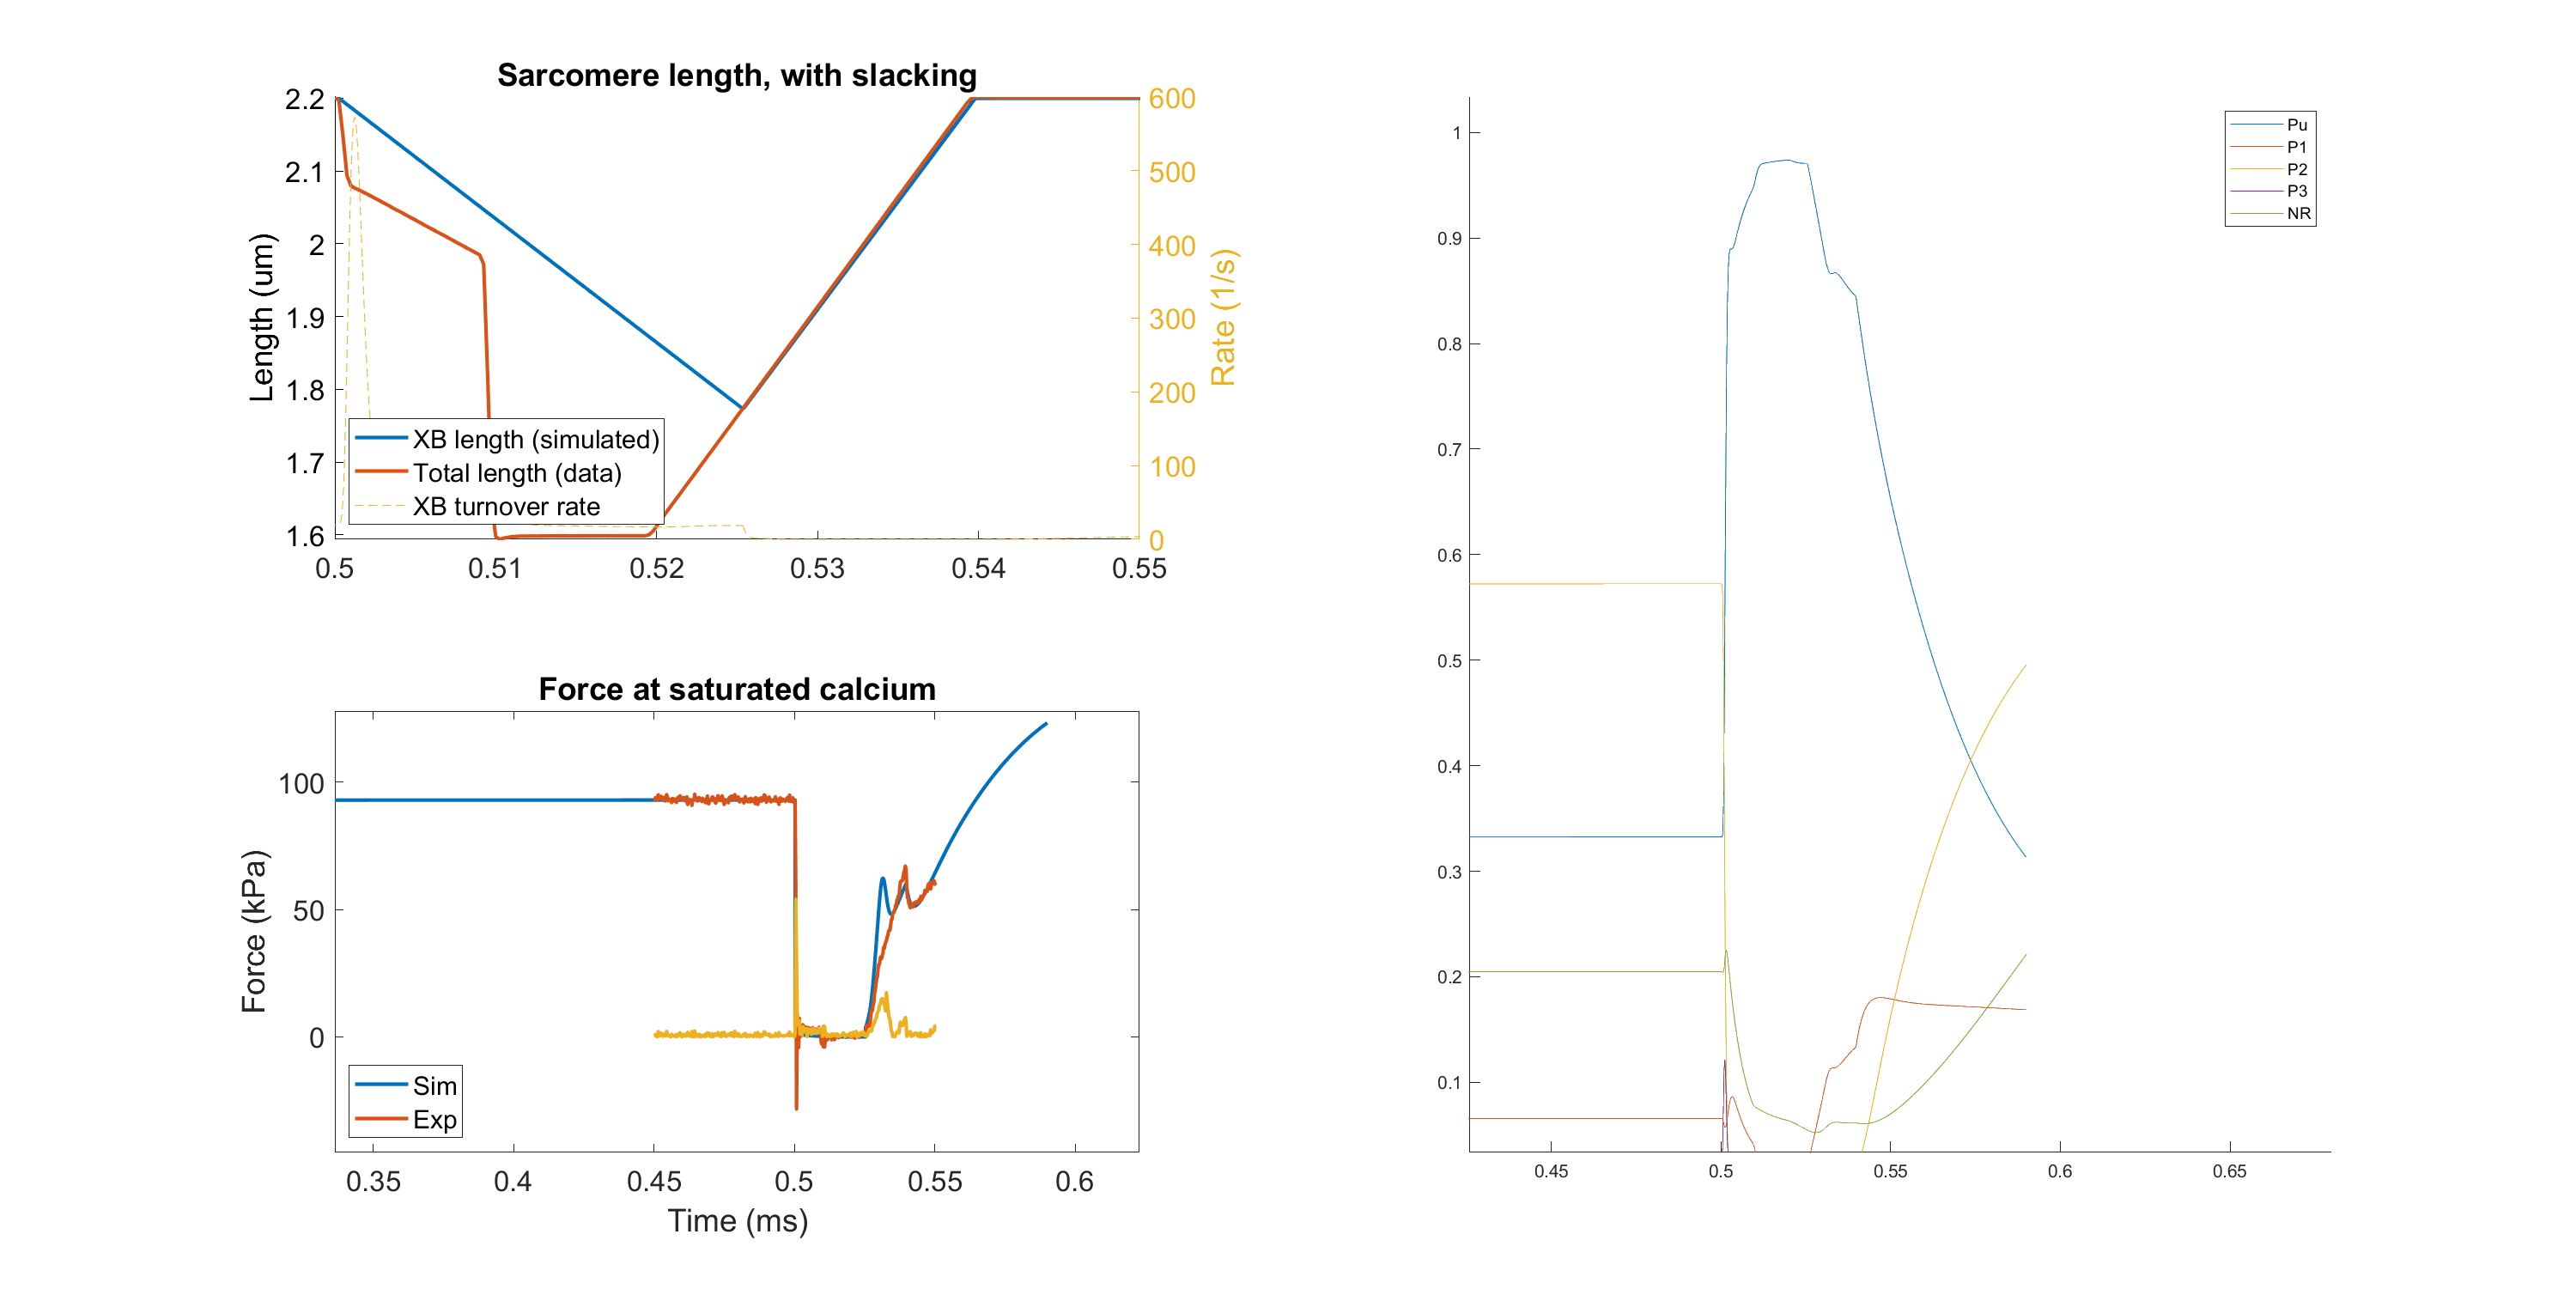 Sarcomere length, with slacking
2.2
2.1
2
1.9
1.8
1.7
1.6
Length (um)
600
500
400
300
200
100
0
Rate (1/s)
XB length (simulated)
Total length (data)
XB turnover rate
0.5 0.51 0.52 0.53 0.54 0.55
Force at saturated calcium
100
50
0
Force (kPa)
Sim
Exp
0.35 0.4 0.45 0.5 0.55 0.6
Time (ms)
1
0.9
0.8
0.7
0.6
0.5
0.4
0.3
0.2
0.1
0.45 0.5 0.55 0.6 0.65
Pu
P1
P2
P3
NR